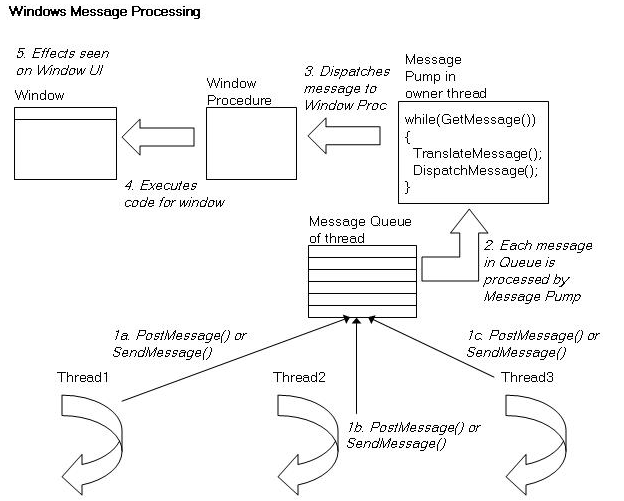 Windows Message Processing
5. Effects seen
on Window UI
Window
Window
Procedure
3. Dispatches
message to
Window Proc
Message
Pump in
owner thread
while(GetMessage())
{
TranslateMessage();
DispatchMessage();
}
4. Executes
code for window
Message Queue
of thread
2. Each message
in Queue is
processed by
Message Pump
1a. PostMessage() or
SendMessage()
1c. PostMessage() or
SendMessage()
Thread1
Thread2
Thread3
1b. PostMessage() or
SendMessage()